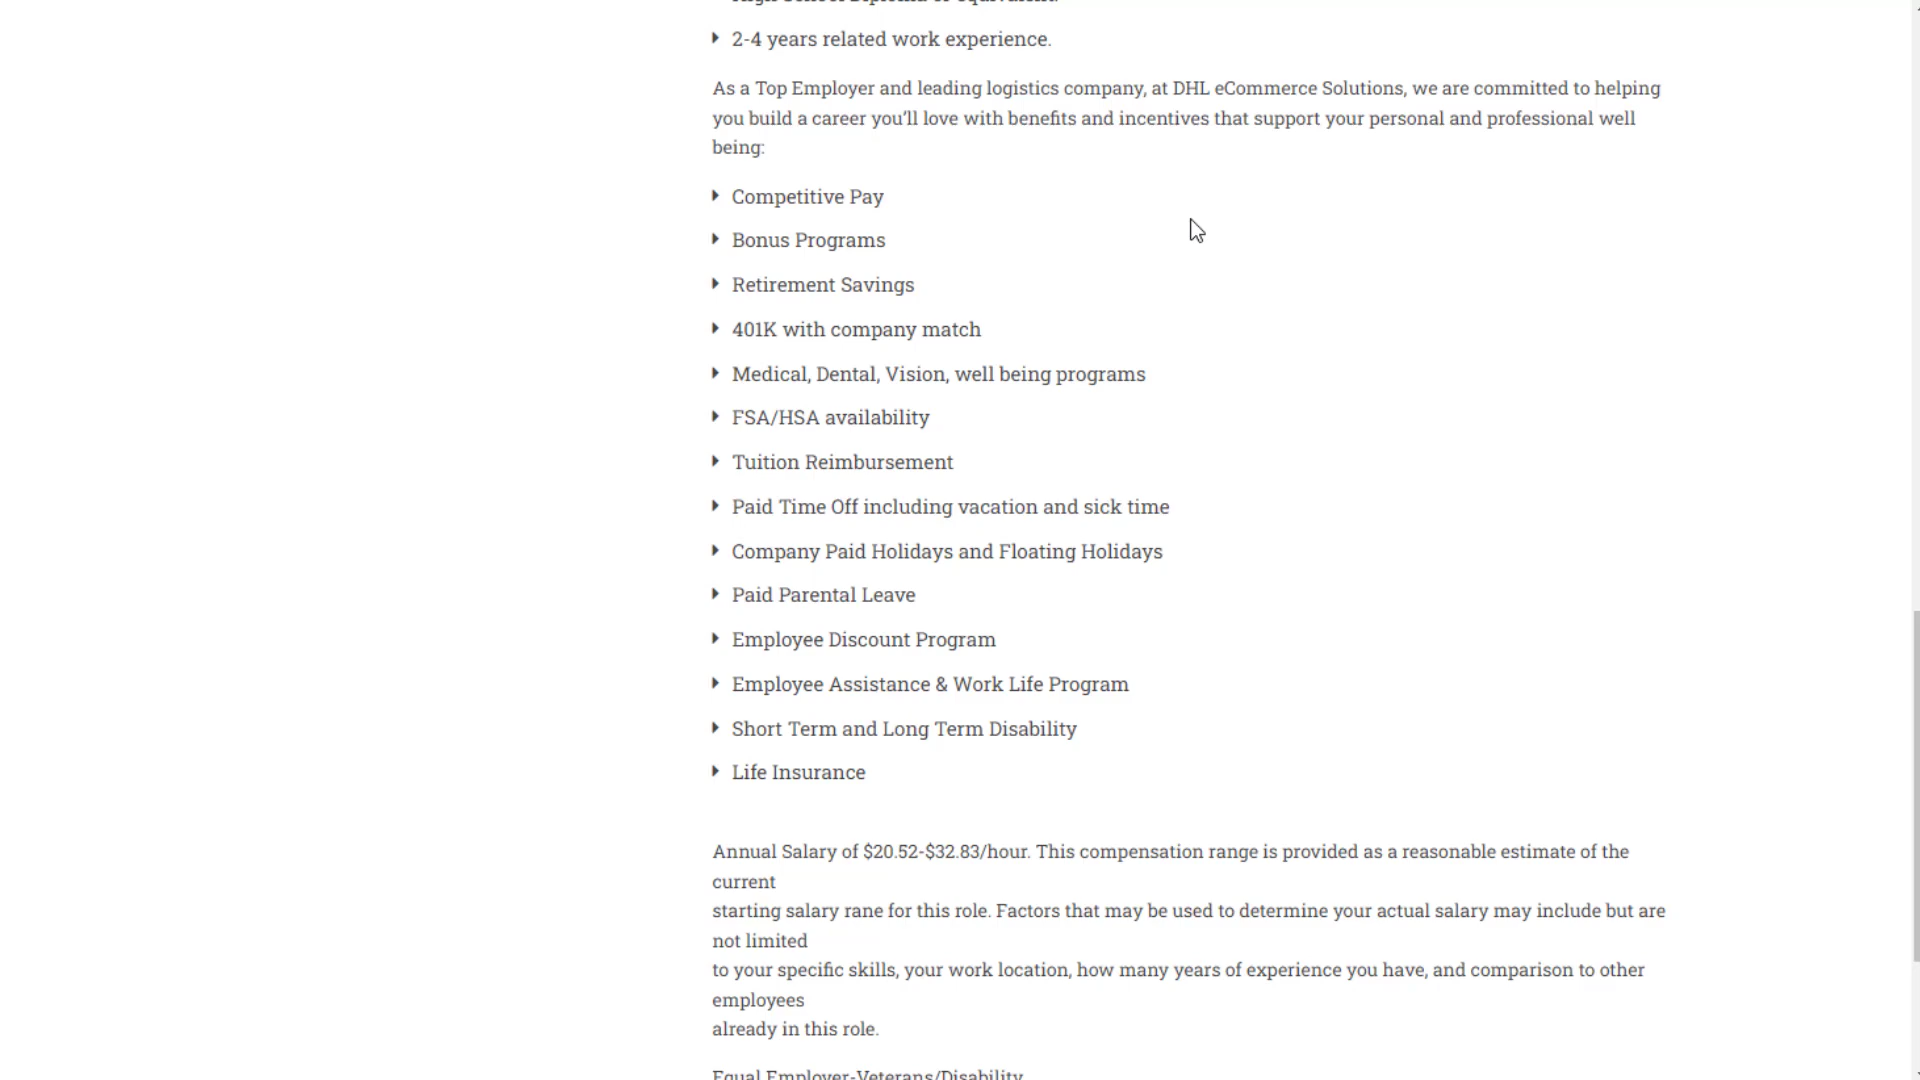 High School Diploma or equivalent.
2-4 years related work experience.
As a Top Employer and leading logistics company, at DHL eCommerce Solutions, we are committed to helping
you build a career you’ll love with benefits and incentives that support your personal and professional well
being:
Competitive Pay
Bonus Programs
Retirement Savings
401K with company match
Medical, Dental, Vision, well being programs
FSA/HSA availability
Tuition Reimbursement
Paid Time Off including vacation and sick time
Company Paid Holidays and Floating Holidays
Paid Parental Leave
Employee Discount Program
Employee Assistance & Work Life Program
Short Term and Long Term Disability
Life Insurance
Annual Salary of $20.52-$32.83/hour. This compensation range is provided as a reasonable estimate of the
current
starting salary rane for this role. Factors that may be used to determine your actual salary may include but are
not limited
to your specific skills, your work location, how many years of experience you have, and comparison to other
employees
already in this role.
Equal Employer-Veterans/Disability